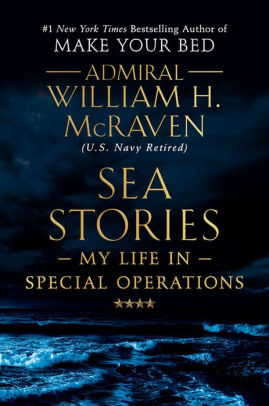 #1 New York Times Bestselling Author of
MAKE YOUR BED
ADMIRAL
WILLIAM H.
McRAVEN
(U.S. Navy Retired)
SEA
STORIES
– MY LIFE IN –
SPECIAL OPERATIONS
★★★★